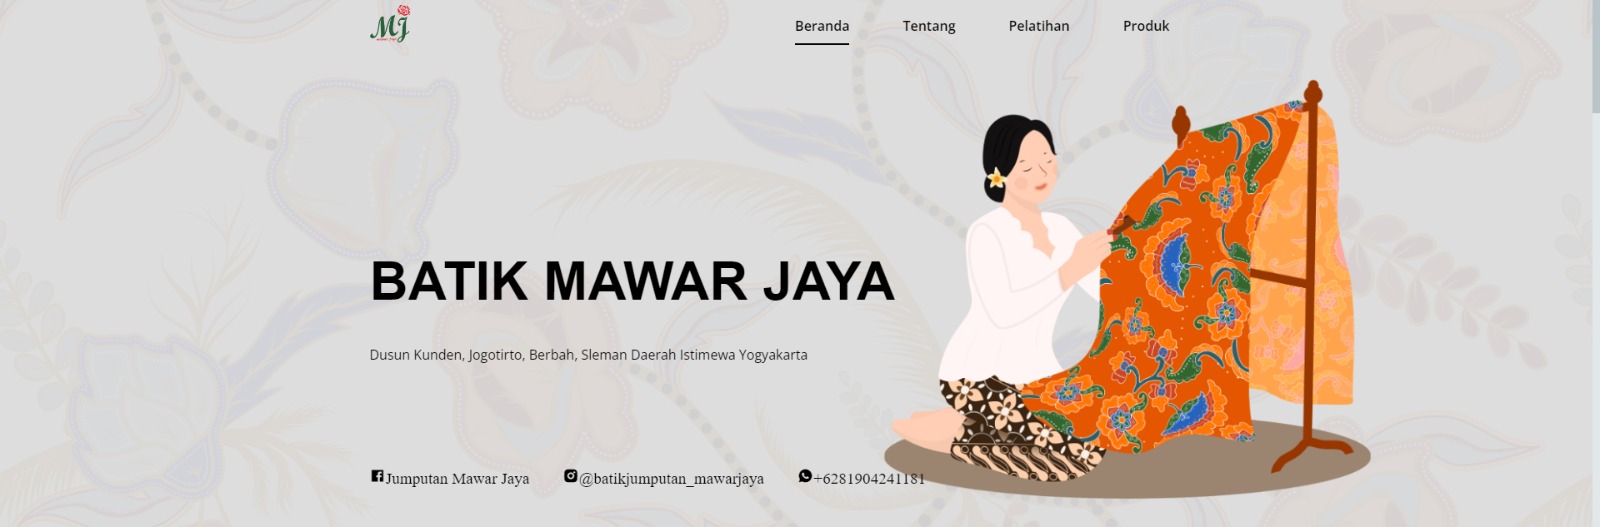 MJ
Beranda Tentang Pelatihan Produk
BATIK MAWAR JAYA
Dusun Kunden, Jogotirto, Berbah, Sleman Daerah Istimewa Yogyakarta
Jumputan Mawar Jaya @batikjumputan_mawarjaya +6281904241181